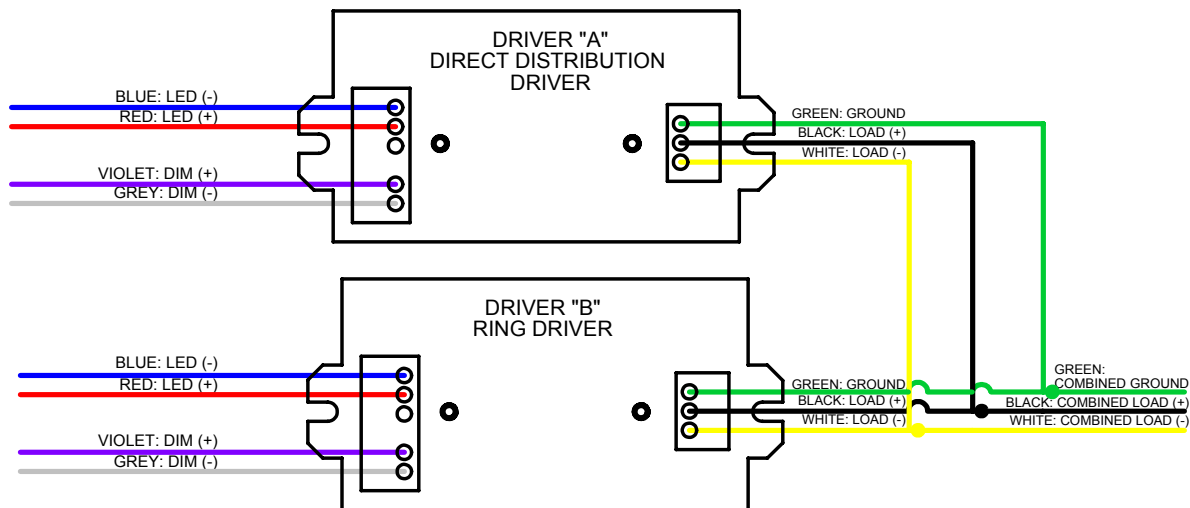 DRIVER "A"
DIRECT DISTRIBUTION
DRIVER
BLUE: LED (-)
RED: LED (+)
VIOLET: DIM (+)
GREY: DIM (-)
GREEN: GROUND
BLACK: LOAD (+)
WHITE: LOAD (-)
DRIVER "B"
RING DRIVER
BLUE: LED (-)
RED: LED (+)
VIOLET: DIM (+)
GREY: DIM (-)
GREEN: GROUND
BLACK: LOAD (+)
WHITE: LOAD (-)
GREEN:
COMBINED GROUND
BLACK: COMBINED LOAD (+)
WHITE: COMBINED LOAD (-)